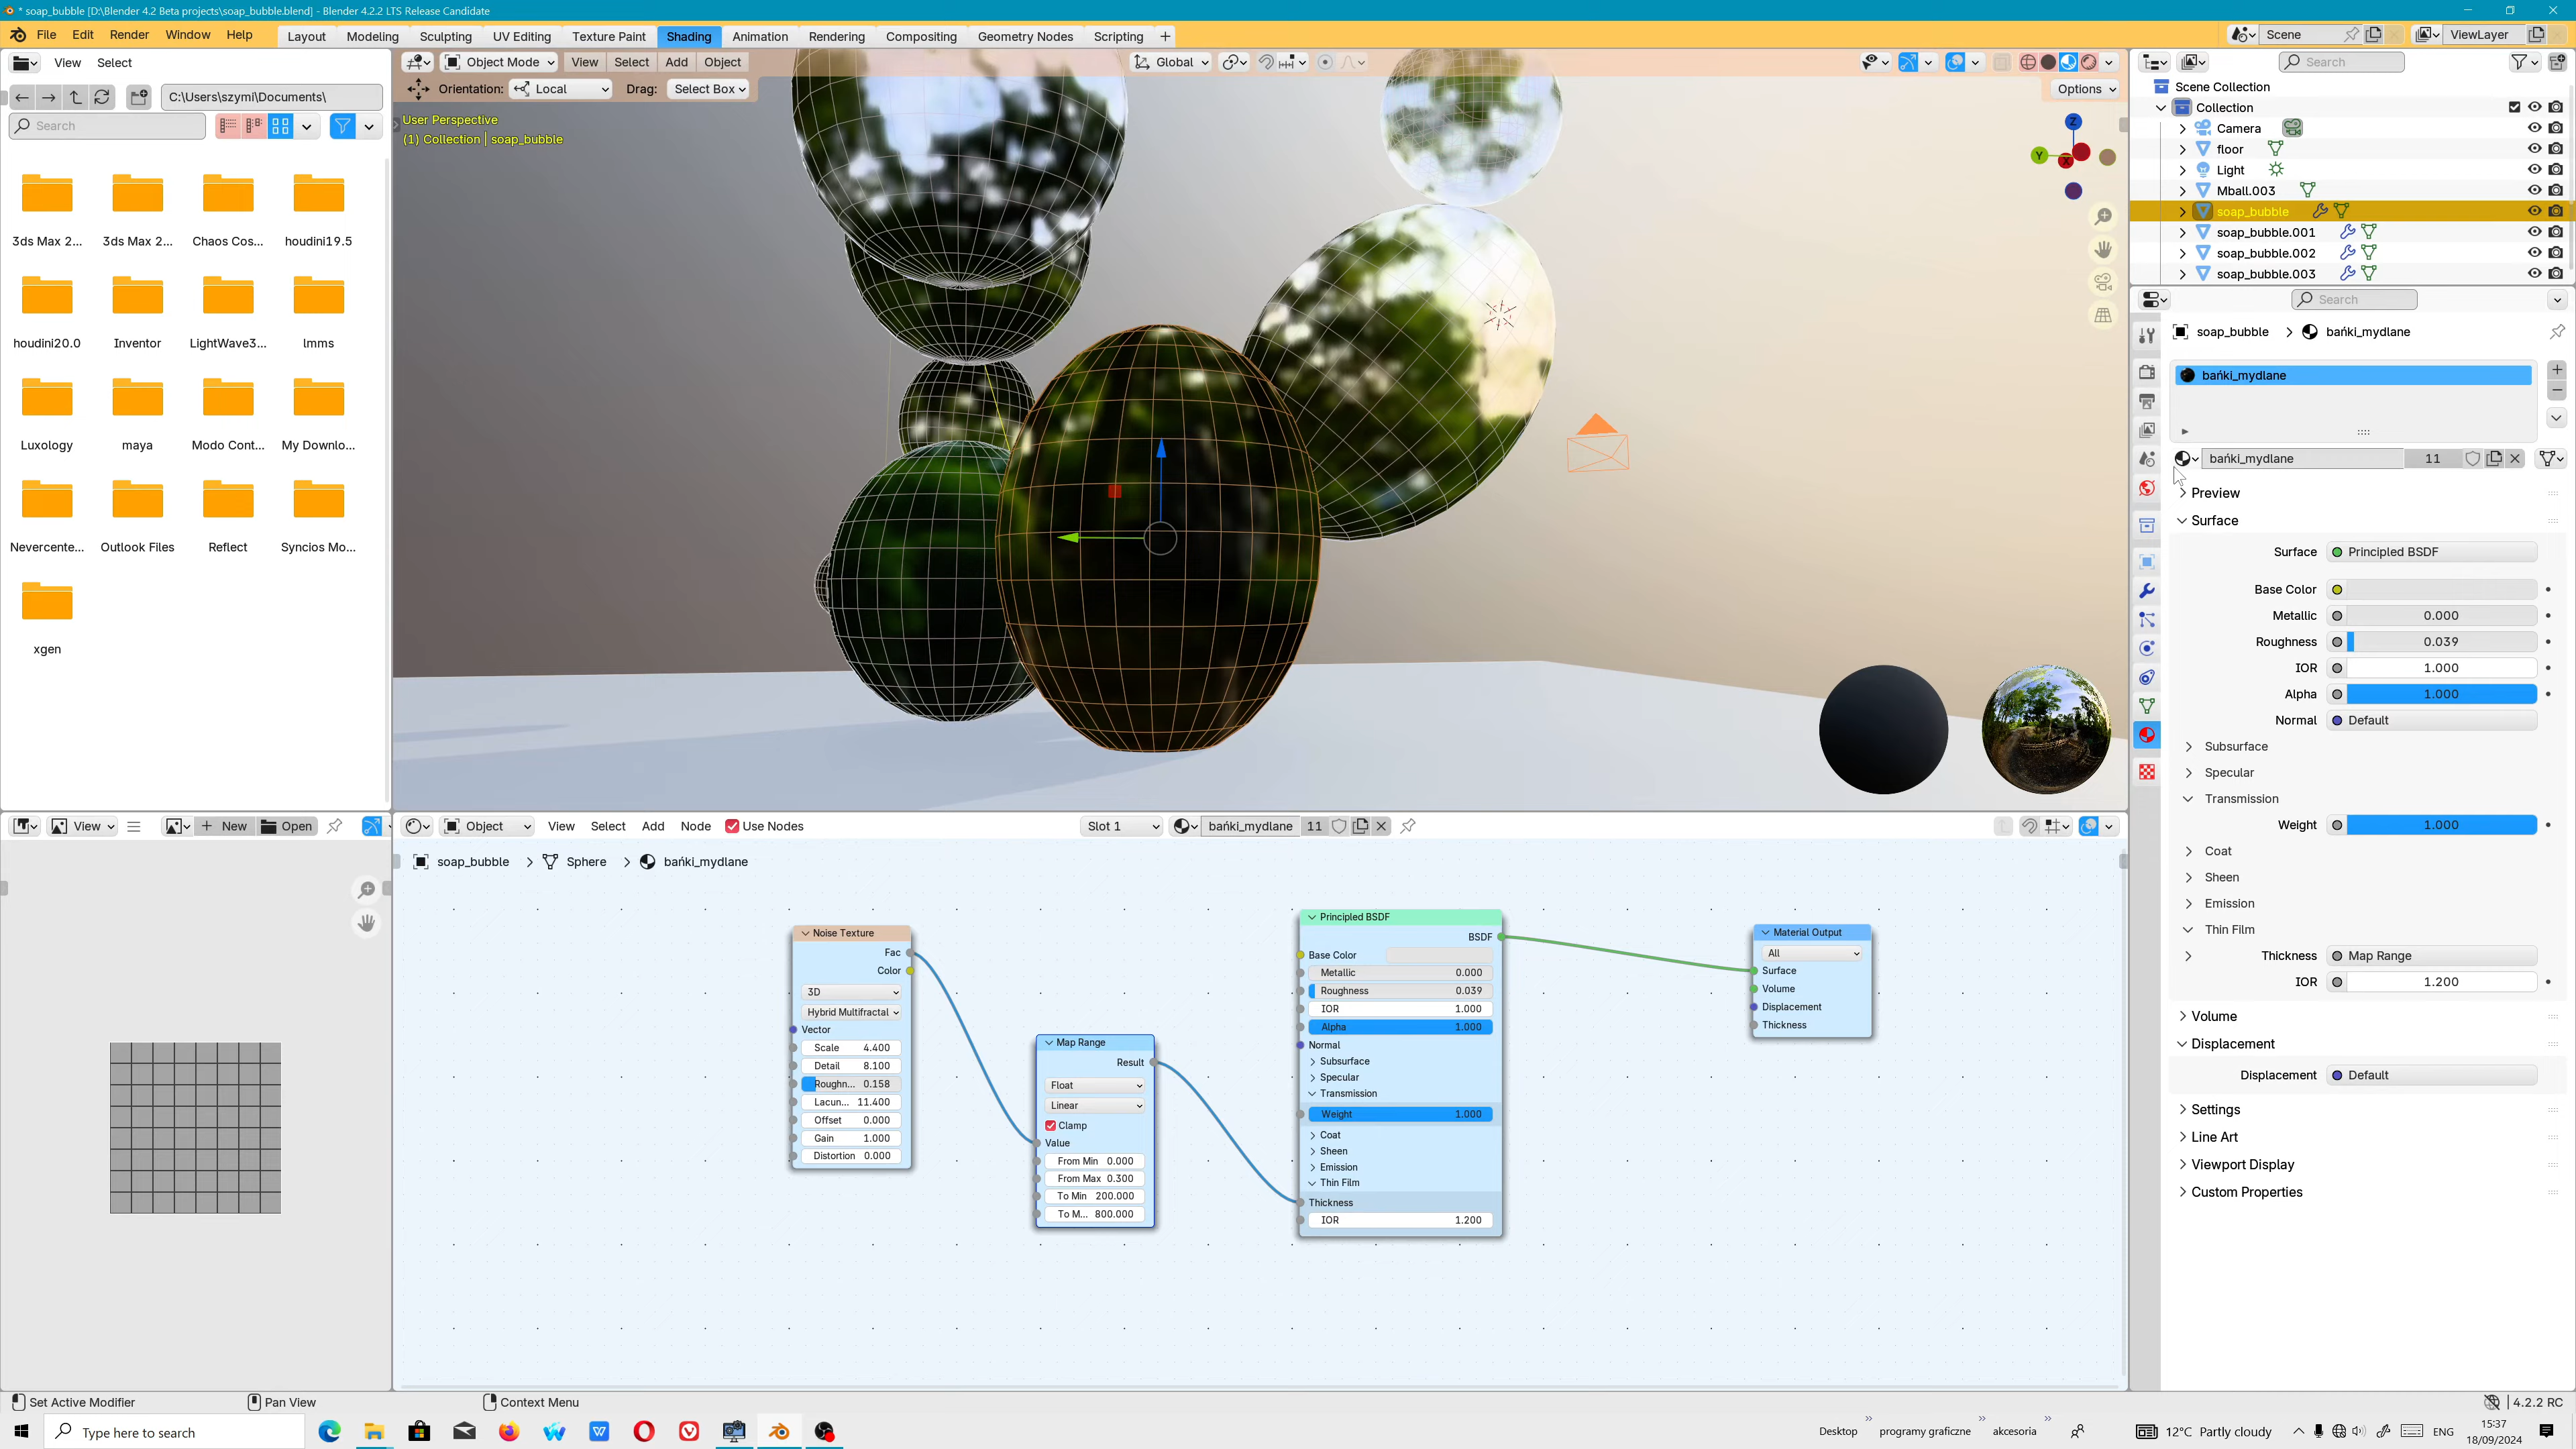 * soap_bubble [D:\Blender 4.2 Beta projects\soap_bubble.blend] - Blender 4.2.2 LTS Release Candidate
File Edit Render Window Help Layout Modeling Sculpting UV Editing Texture Paint Shading Animation Rendering Compositing Geometry Nodes Scripting + Scene ViewLayer
View Select
C:\Users\szymi\Documents\
Search
3ds Max 2... 3ds Max 2... Chaos Cos... houdini19.5
houdini20.0 Inventor LightWave3... lmms
Luxology maya Modo Cont... My Downlo...
Nevercente... Outlook Files Reflect Syncios Mo...
xgen
Object Mode View Select Add Object Global
Orientation: Local Drag: Select Box Options
User Perspective
(1) Collection | soap_bubble
Z
Y
X
Search
Scene Collection
Collection
Camera
floor
Light
Mball.003
soap_bubble
soap_bubble.001
soap_bubble.002
soap_bubble.003
Search
soap_bubble > bańki_mydlane
bańki_mydlane
bańki_mydlane 11
Preview
Surface
Surface Principled BSDF
Base Color
Metallic 0.000
Roughness 0.039
IOR 1.000
Alpha 1.000
Normal Default
Subsurface
Specular
Transmission
Weight 1.000
Coat
Sheen
Emission
Thin Film
Thickness Map Range
IOR 1.200
Volume
Displacement
Displacement Default
Settings
Line Art
Viewport Display
Custom Properties
View New Open
Object View Select Add Node Use Nodes Slot 1 bańki_mydlane 11
soap_bubble > Sphere > bańki_mydlane
Noise Texture
Fac
Color
3D
Hybrid Multifractal
Vector
Scale 4.400
Detail 8.100
Roughn... 0.158
Lacun... 11.400
Offset 0.000
Gain 1.000
Distortion 0.000
Map Range
Result
Float
Linear
Clamp
Value
From Min 0.000
From Max 0.300
To Min 200.000
To M... 800.000
Principled BSDF
BSDF
Base Color
Metallic 0.000
Roughness 0.039
IOR 1.000
Alpha 1.000
Normal
Subsurface
Specular
Transmission
Weight 1.000
Coat
Sheen
Emission
Thin Film
Thickness
IOR 1.200
Material Output
All
Surface
Volume
Displacement
Thickness
Set Active Modifier Pan View Context Menu 4.2.2 RC
Type here to search
Desktop programy graficzne akcesoria
12°C Partly cloudy
ENG
15:37
18/09/2024